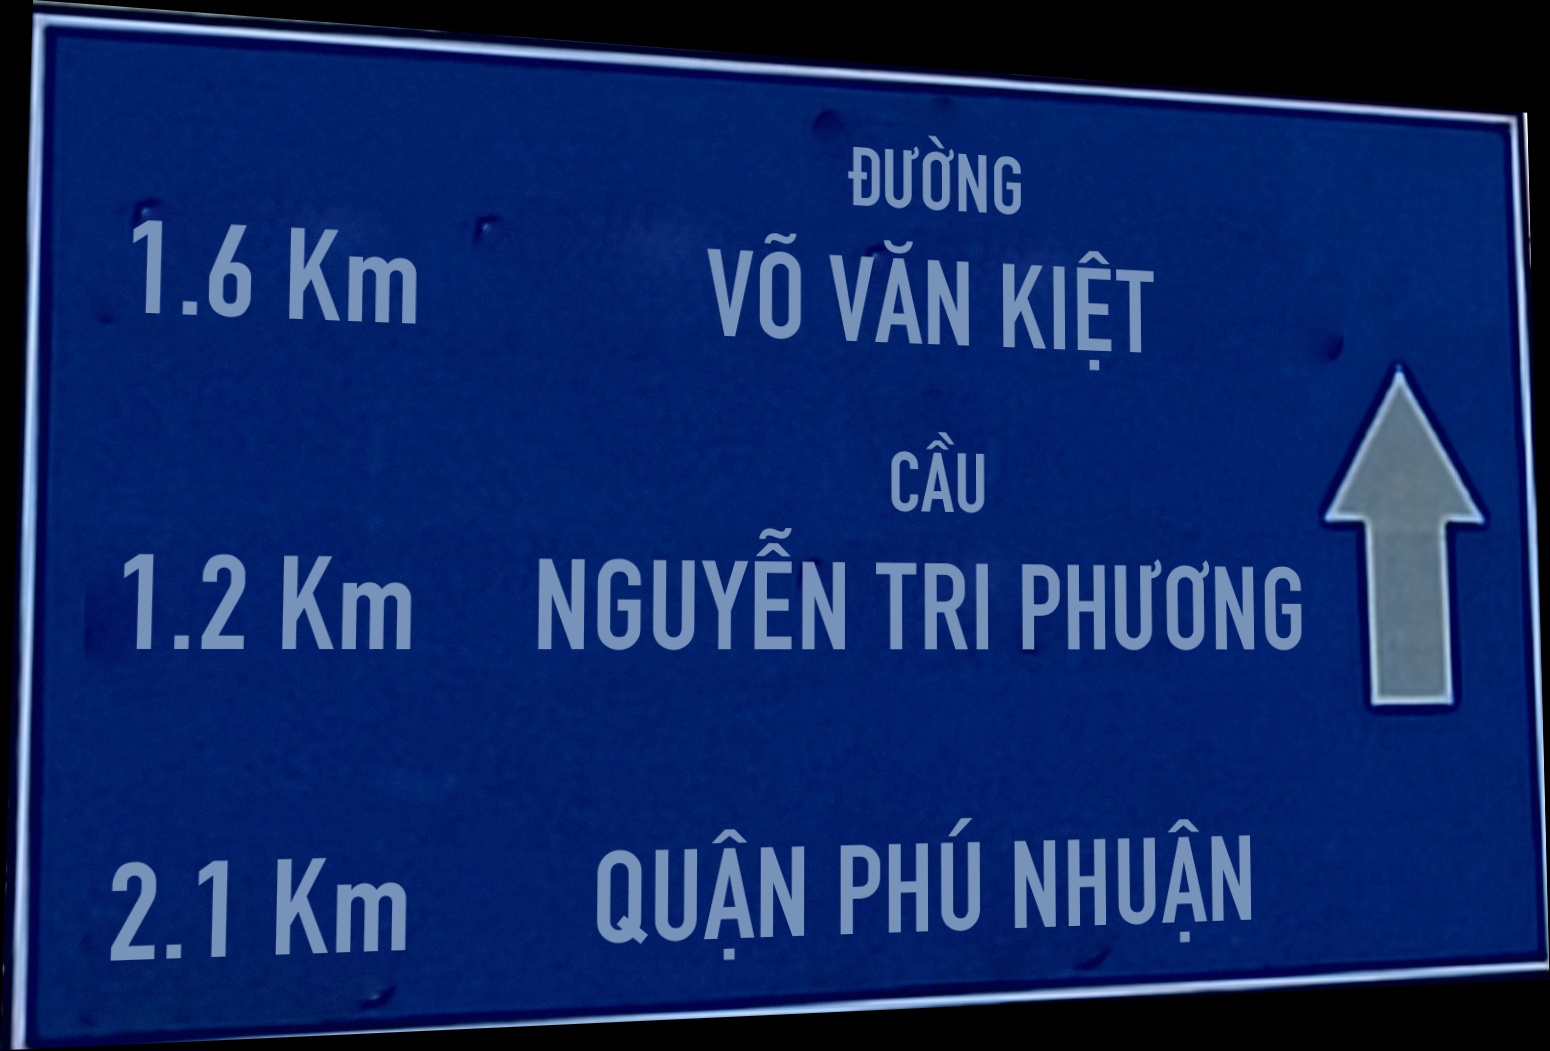 ĐƯỜNG
1.6 Km VÕ VĂN KIỆT
CẦU
1.2 Km NGUYỄN TRI PHƯƠNG
2.1 Km QUẬN PHÚ NHUẬN